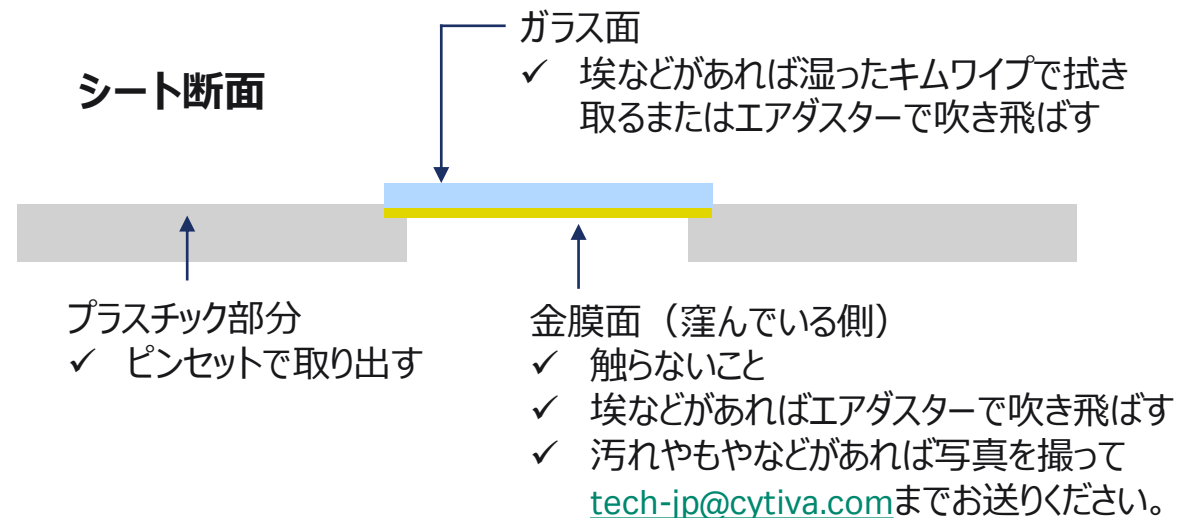 シート断面
ガラス面
✓ 埃などがあれば湿ったキムワイプで拭き
取るまたはエアダスターで吹き飛ばす
プラスチック部分
✓ ピンセットで取り出す
金膜面（窪んでいる側）
✓ 触らないこと
✓ 埃などがあればエアダスターで吹き飛ばす
✓ 汚れやもやなどがあれば写真を撮って
tech-jp@cytiva.comまでお送りください。